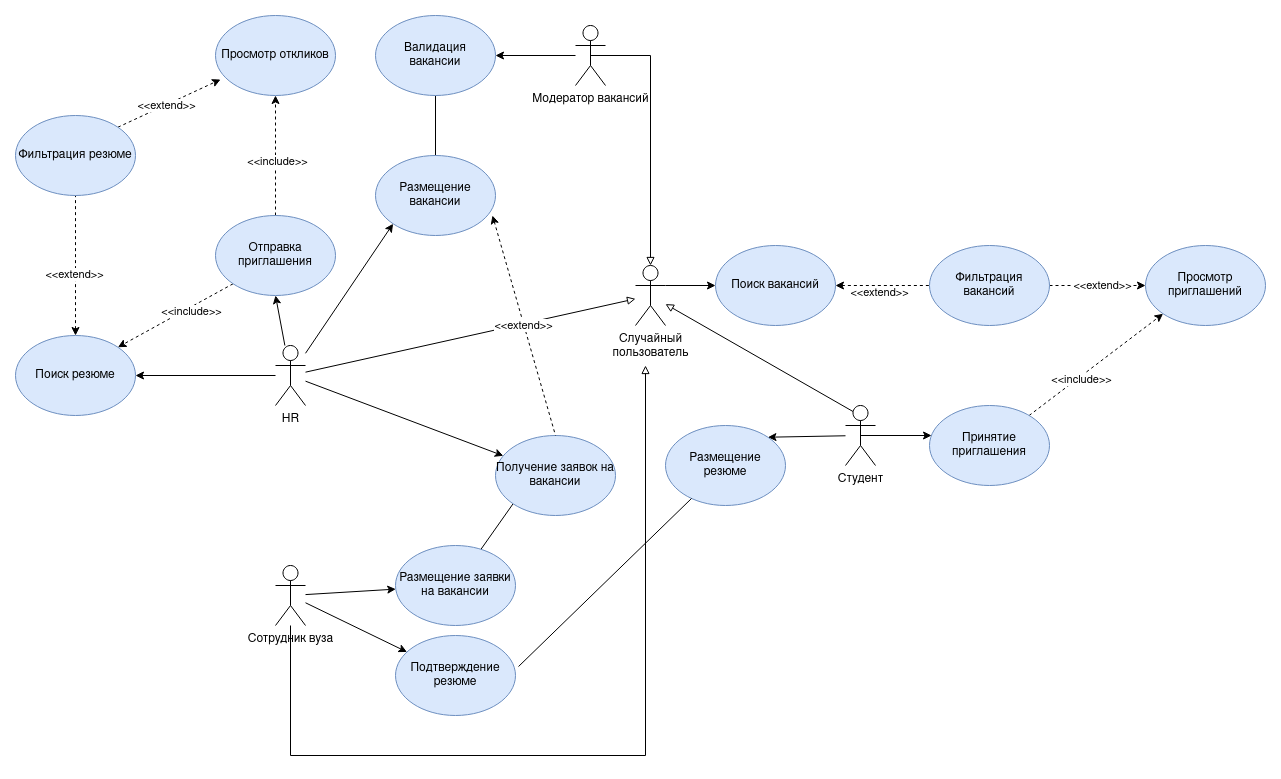 Просмотр откликов
Валидация
вакансии
Модератор вакансий
<<extend>>
Фильтрация резюме
<<include>>
Размещение
вакансии
Отправка
приглашения
<<extend>>
<<include>>
Поиск резюме
HR
<<extend>>
Случайный
пользователь
Поиск вакансий
<<extend>>
Фильтрация
вакансий
<<extend>>
Просмотр
приглашений
<<include>>
Размещение
резюме
Студент
Принятие
приглашения
Получение заявок на
вакансии
Размещение заявки
на вакансии
Сотрудник вуза
Подтверждение
резюме